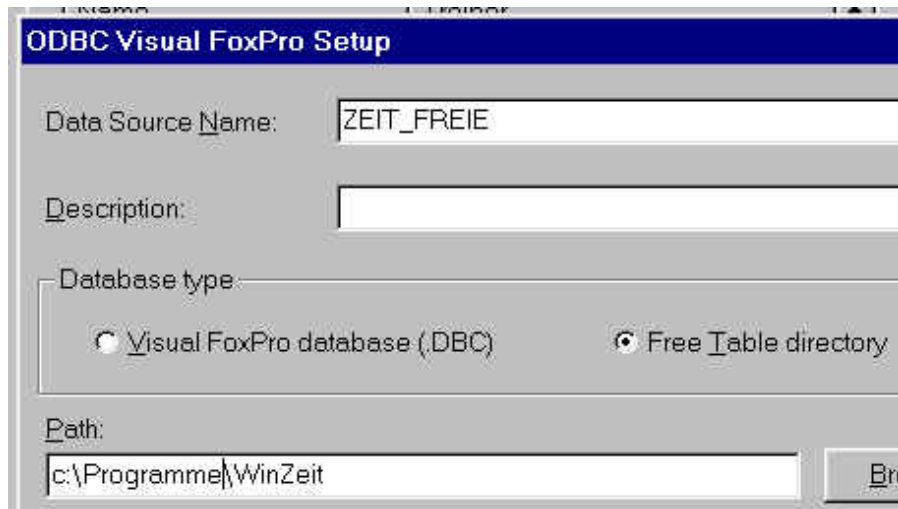 ODBC Visual FoxPro Setup
Data Source Name: ZEIT_FREIE
Description:
Database type
Visual FoxPro database (.DBC) Free Table directory
Path:
c:\Programme\WinZeit